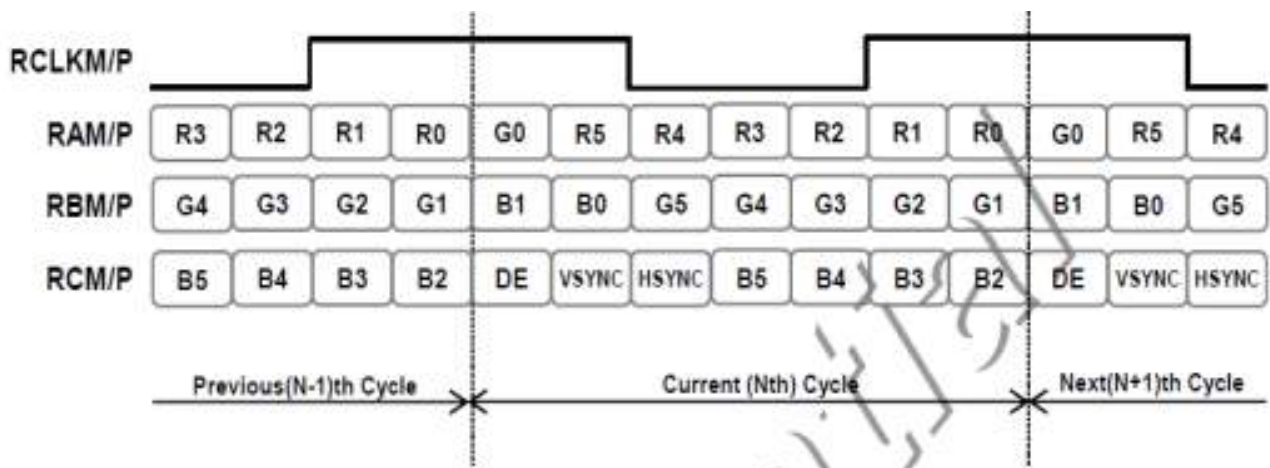 RCLKM/P
RAM/P R3 R2 R1 R0 G0 R5 R4 R3 R2 R1 R0 G0 R5 R4
RBM/P G4 G3 G2 G1 B1 B0 G5 G4 G3 G2 G1 B1 B0 G5
RCM/P B5 B4 B3 B2 DE VSYNC HSYNC B5 B4 B3 B2 DE VSYNC HSYNC
Previous(N-1)th Cycle Current (Nth) Cycle Next(N+1)th Cycle